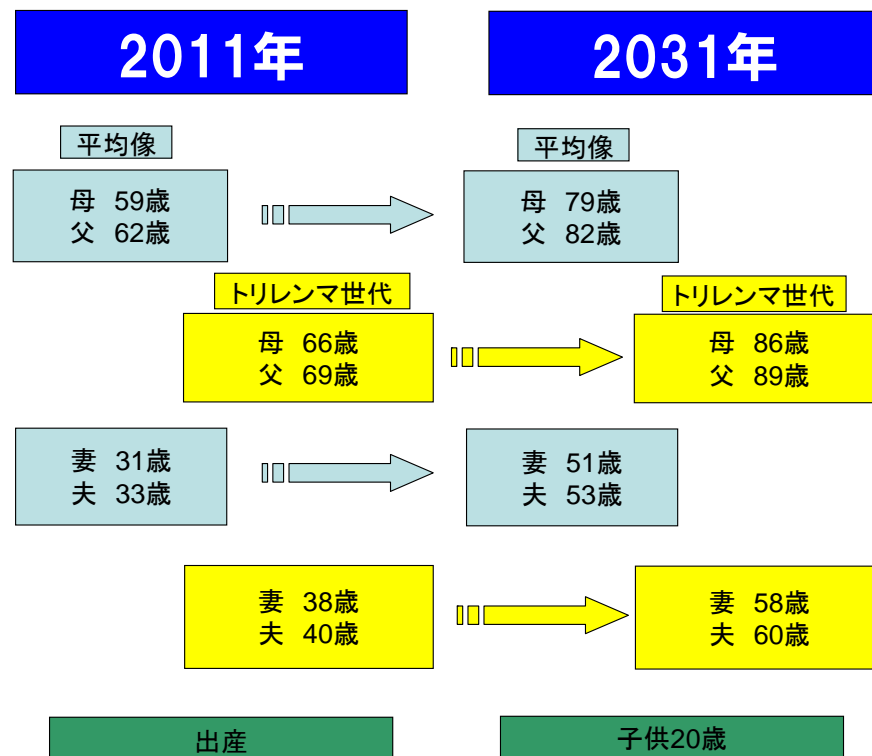 2011年
2031年
平均像
平均像
母 59歳
父 62歳
母 79歳
父 82歳
トリレンマ世代
トリレンマ世代
母 66歳
父 69歳
母 86歳
父 89歳
妻 31歳
夫 33歳
妻 51歳
夫 53歳
妻 38歳
夫 40歳
妻 58歳
夫 60歳
出産
子供20歳